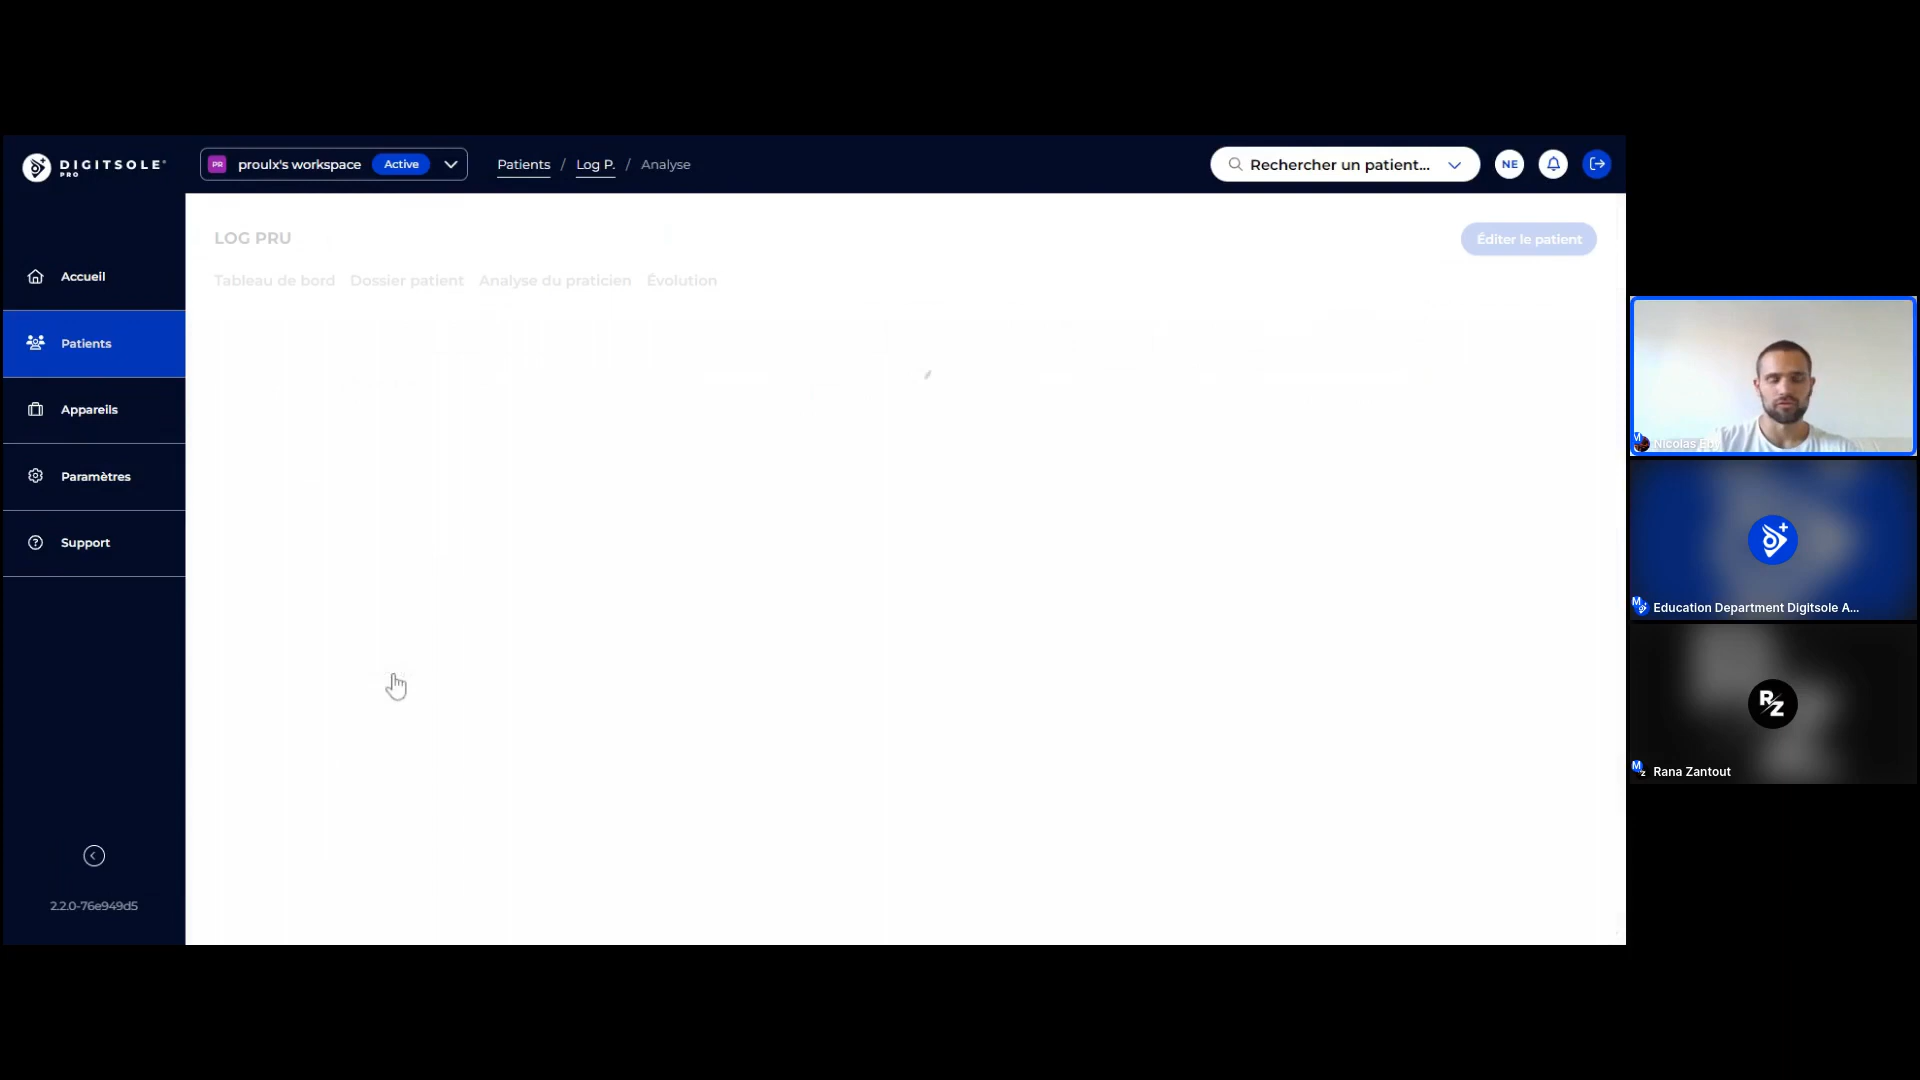 DIGITSOLE
PRO
PR proulx's workspace Active
Patients / Log P. / Analyse
Rechercher un patient...
NE
LOG PRU
Éditer le patient
Tableau de bord Dossier patient Analyse du praticien Évolution
Accueil
Patients
Appareils
Paramètres
Support
2.2.0-76e949d5
Nicolas
Education Department Digitsole A...
RZ
Rana Zantout